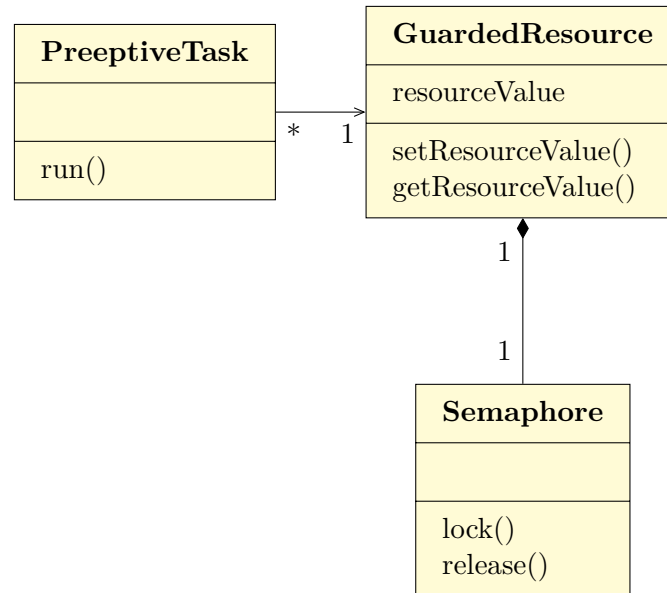 PreeptiveTask
run()
*
1
GuardedResource
resourceValue
setResourceValue()
getResourceValue()
1
1
Semaphore
lock()
release()